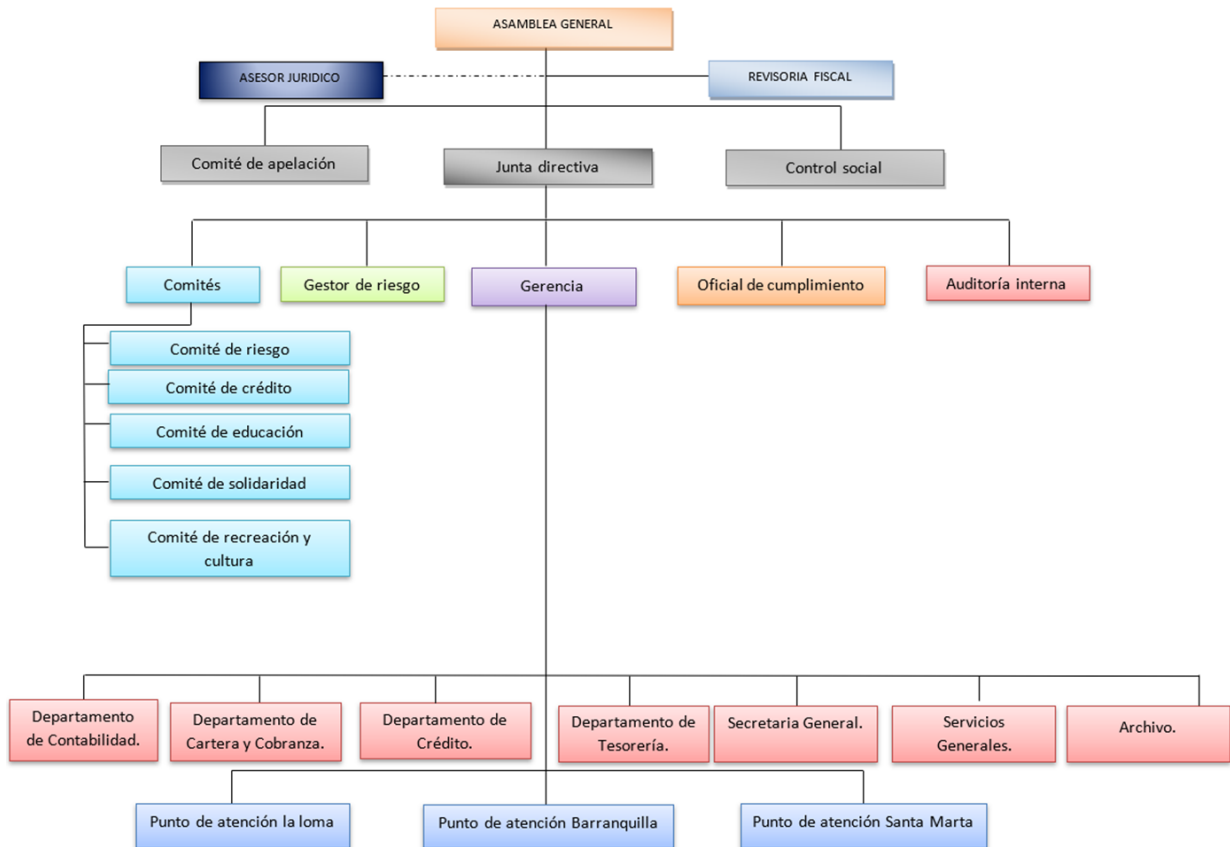 ASAMBLEA GENERAL
ASESOR JURIDICO
REVISORIA FISCAL
Comité de apelación
Junta directiva
Control social
Comités
Gestor de riesgo
Gerencia
Oficial de cumplimiento
Auditoría interna
Comité de riesgo
Comité de crédito
Comité de educación
Comité de solidaridad
Comité de recreación y
cultura
Departamento
de Contabilidad.
Departamento de
Cartera y Cobranza.
Departamento de
Crédito.
Departamento de
Tesorería.
Secretaria General.
Servicios
Generales.
Archivo.
Punto de atención la loma
Punto de atención Barranquilla
Punto de atención Santa Marta